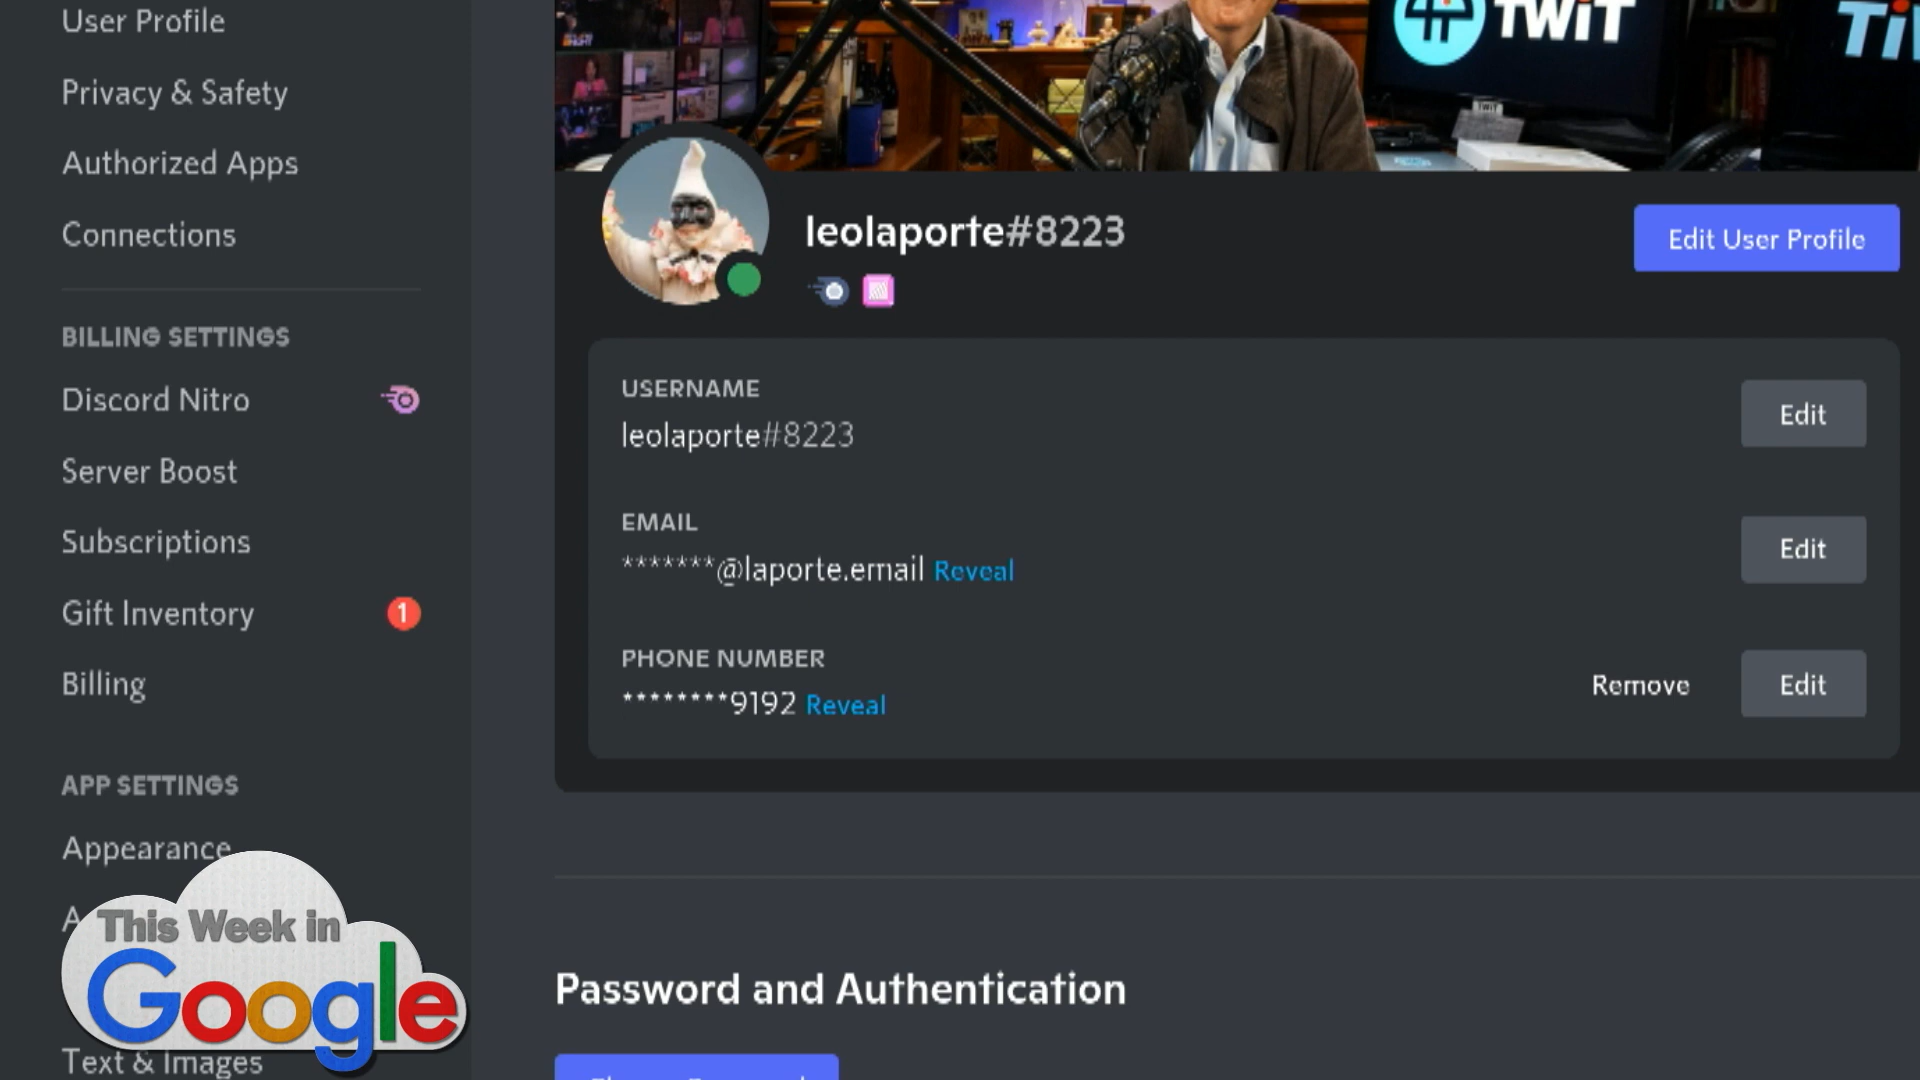 User Profile
Privacy & Safety
Authorized Apps
Connections
BILLING SETTINGS
Discord Nitro
Server Boost
Subscriptions
Gift Inventory
1
Billing
APP SETTINGS
Appearance
Text & Images
This Week in
Google
TWiT
leolaporte#8223
Edit User Profile
USERNAME
leolaporte#8223
Edit
EMAIL
*******@laporte.email Reveal
Edit
PHONE NUMBER
********9192 Reveal
Remove
Edit
Password and Authentication